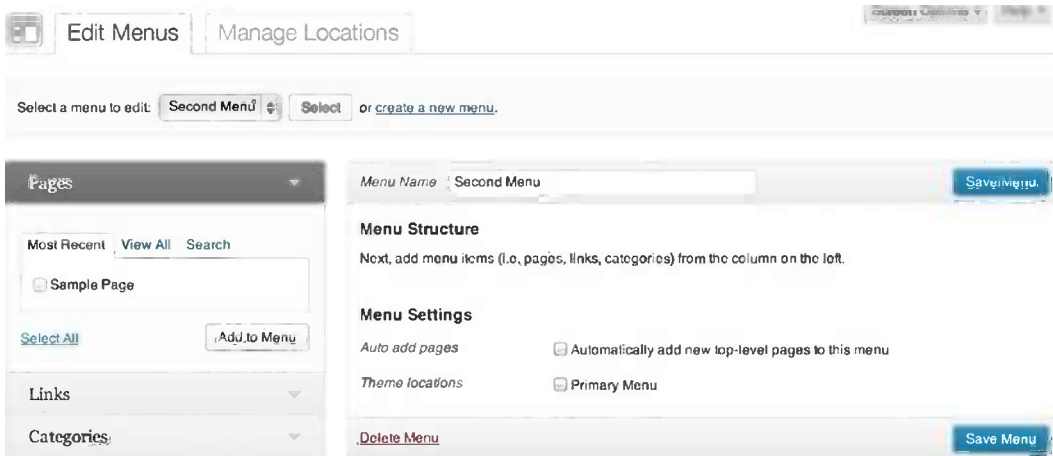 Screen Options
Help
Edit Menus
Manage Locations
Select a menu to edit: Second Menu Select or create a new menu.
Pages
Menu Name Second Menu Save Menu
Most Recent View All Search
Sample Page
Select All Add to Menu
Links
Categories
Menu Structure
Next, add menu items (i.e, pages, links, categories) from the column on the left.
Menu Settings
Auto add pages Automatically add new top-level pages to this menu
Theme locations Primary Menu
Delete Menu Save Menu